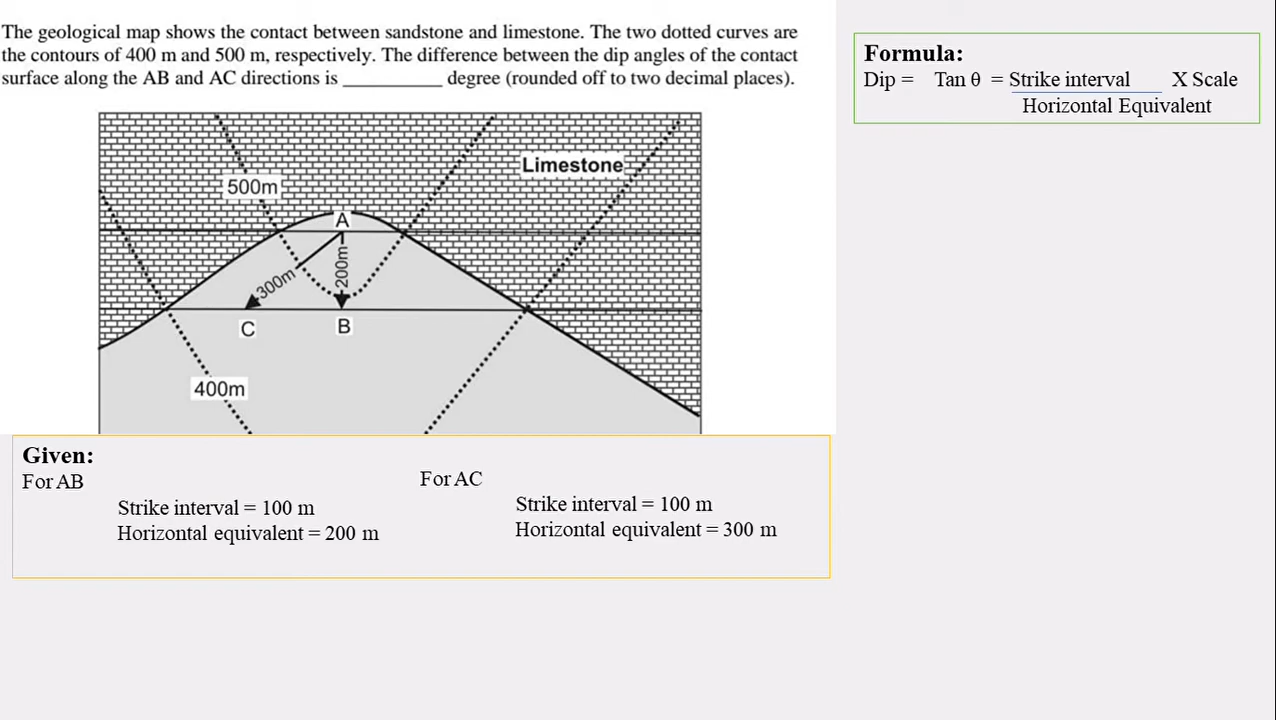 The geological map shows the contact between sandstone and limestone. The two dotted curves are
the contours of 400 m and 500 m, respectively. The difference between the dip angles of the contact
surface along the AB and AC directions is __________ degree (rounded off to two decimal places).
Formula:
Dip = Tan θ = Strike interval X Scale
Horizontal Equivalent
Limestone
500m
A
200m
300m
C
B
400m
Given:
For AB
Strike interval = 100 m
Horizontal equivalent = 200 m
For AC
Strike interval = 100 m
Horizontal equivalent = 300 m